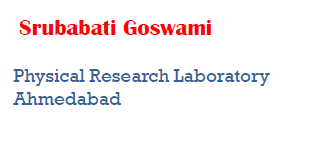 Srubabati Goswami
Physical Research Laboratory
Ahmedabad